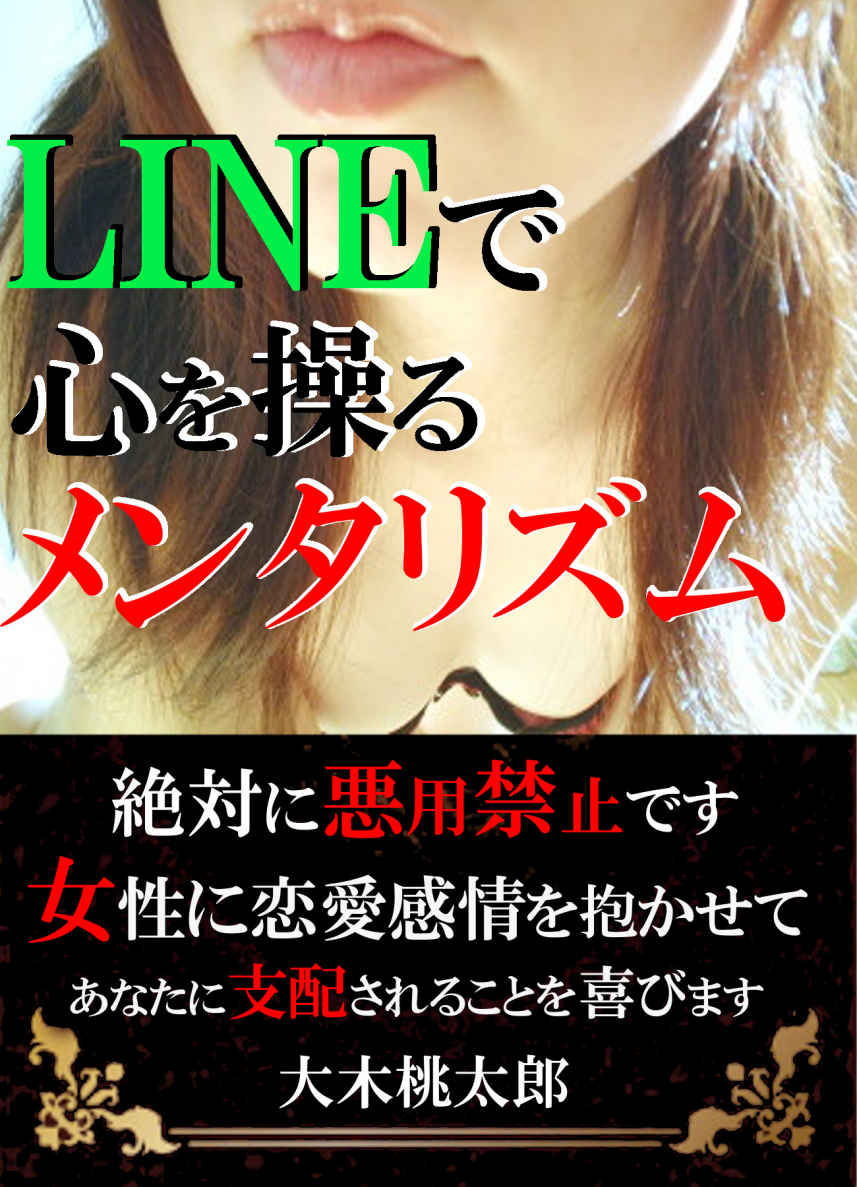 LINEで
心を操る
メンタリズム
絶対に悪用禁止です
女性に恋愛感情を抱かせて
あなたに支配されることを喜びます
大木桃太郎